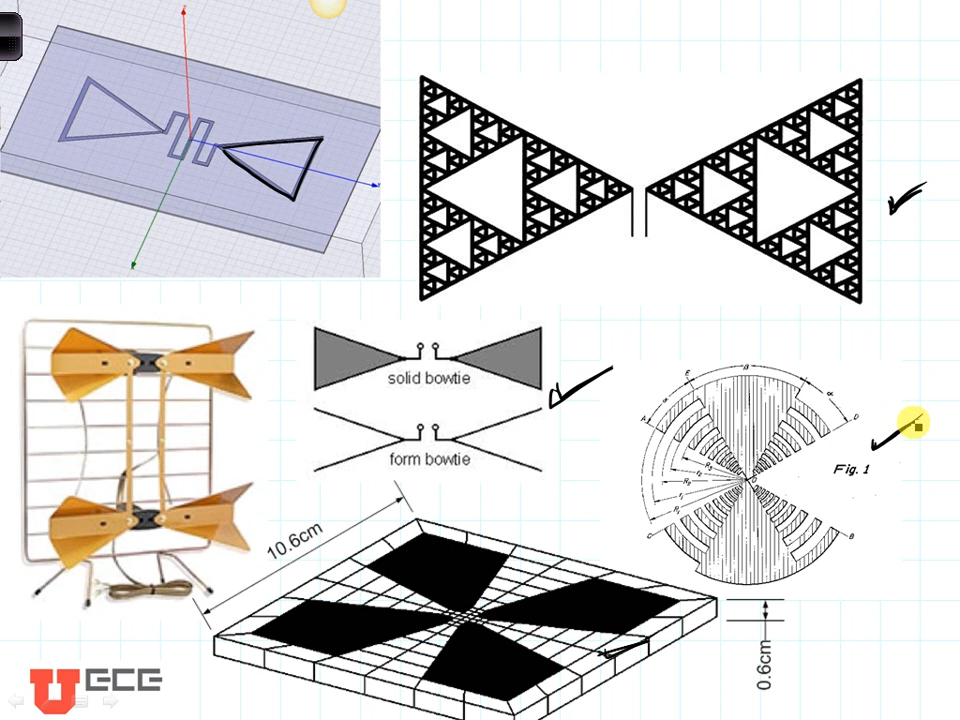 solid bowtie
form bowtie
E
B
α
α
A
D
Fig. 1
C
B
10.6cm
0.6cm
U ECE